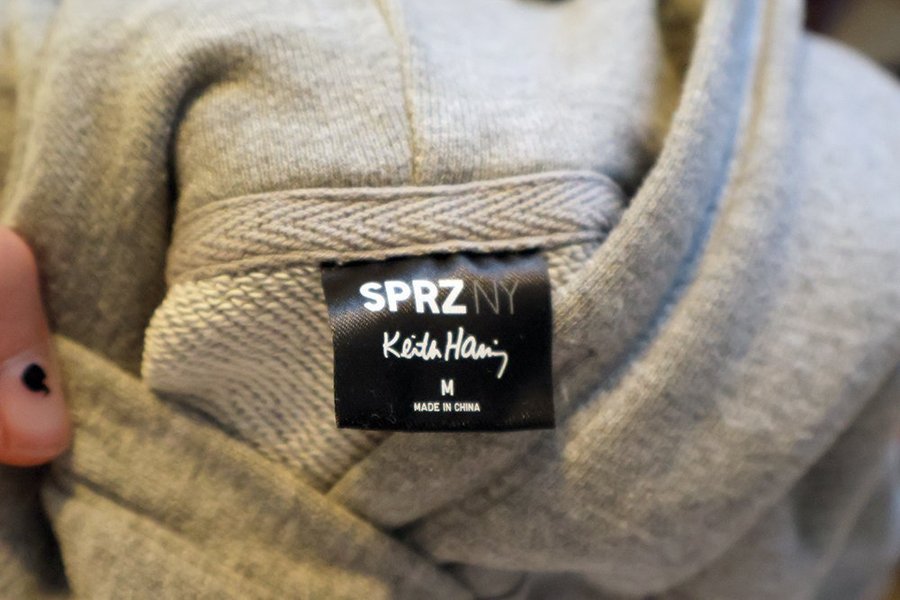 SPRZ NY
Keith Haring
M
MADE IN CHINA